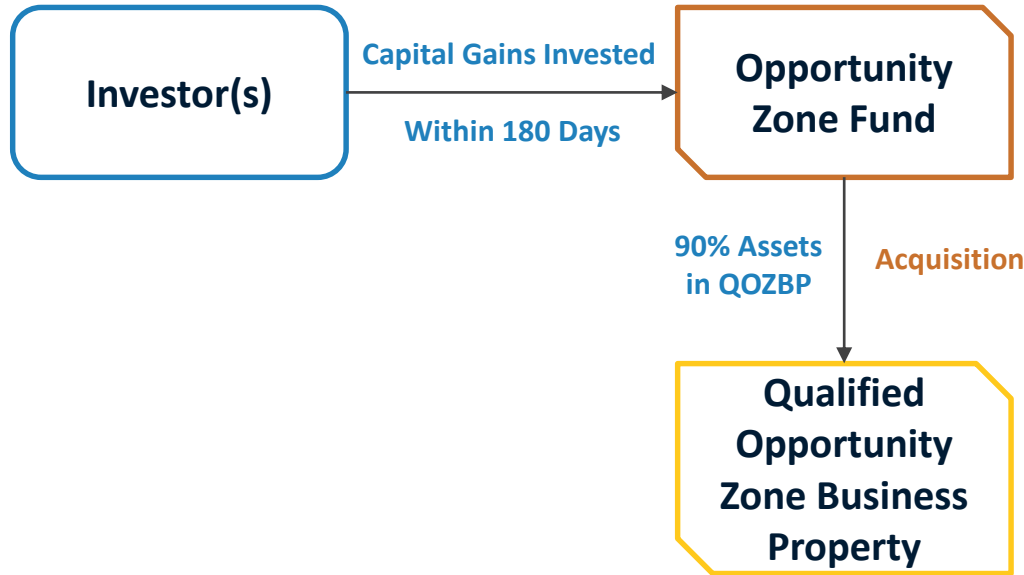 Investor(s)
Capital Gains Invested
Within 180 Days
Opportunity
Zone Fund
90% Assets
in QOZBP
Acquisition
Qualified
Opportunity
Zone Business
Property